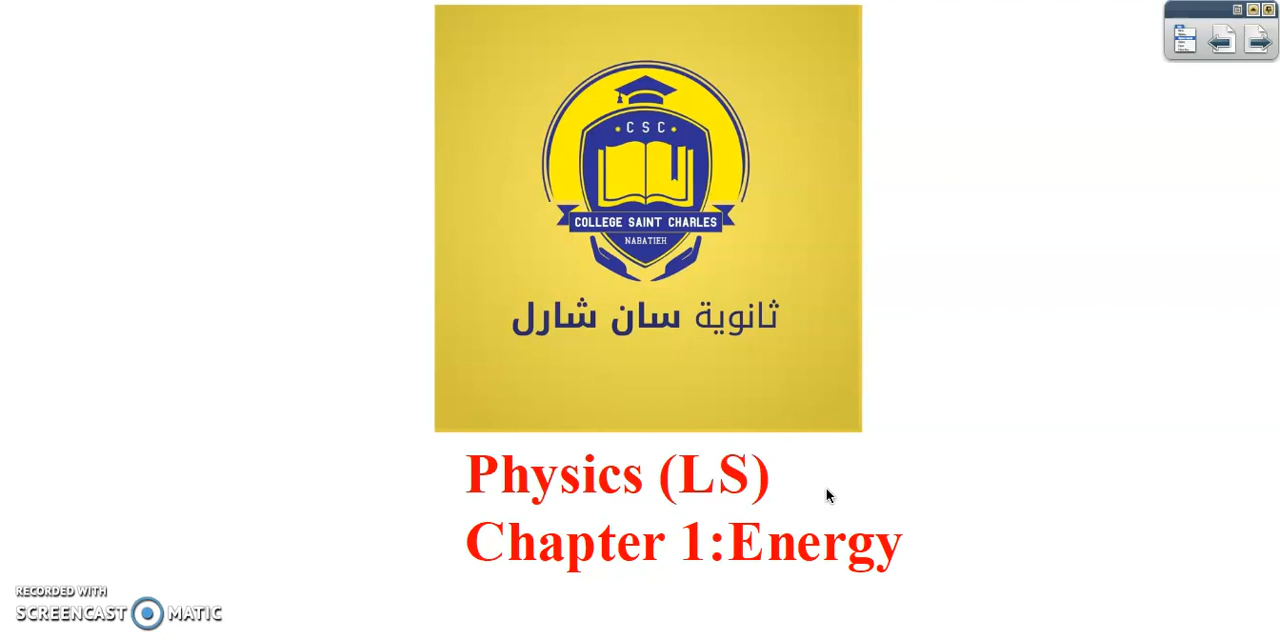 CSC
COLLEGE SAINT CHARLES
NABATIEH
ثانوية سان شارل
Physics (LS)
Chapter 1:Energy
RECORDED WITH
SCREENCAST MATIC